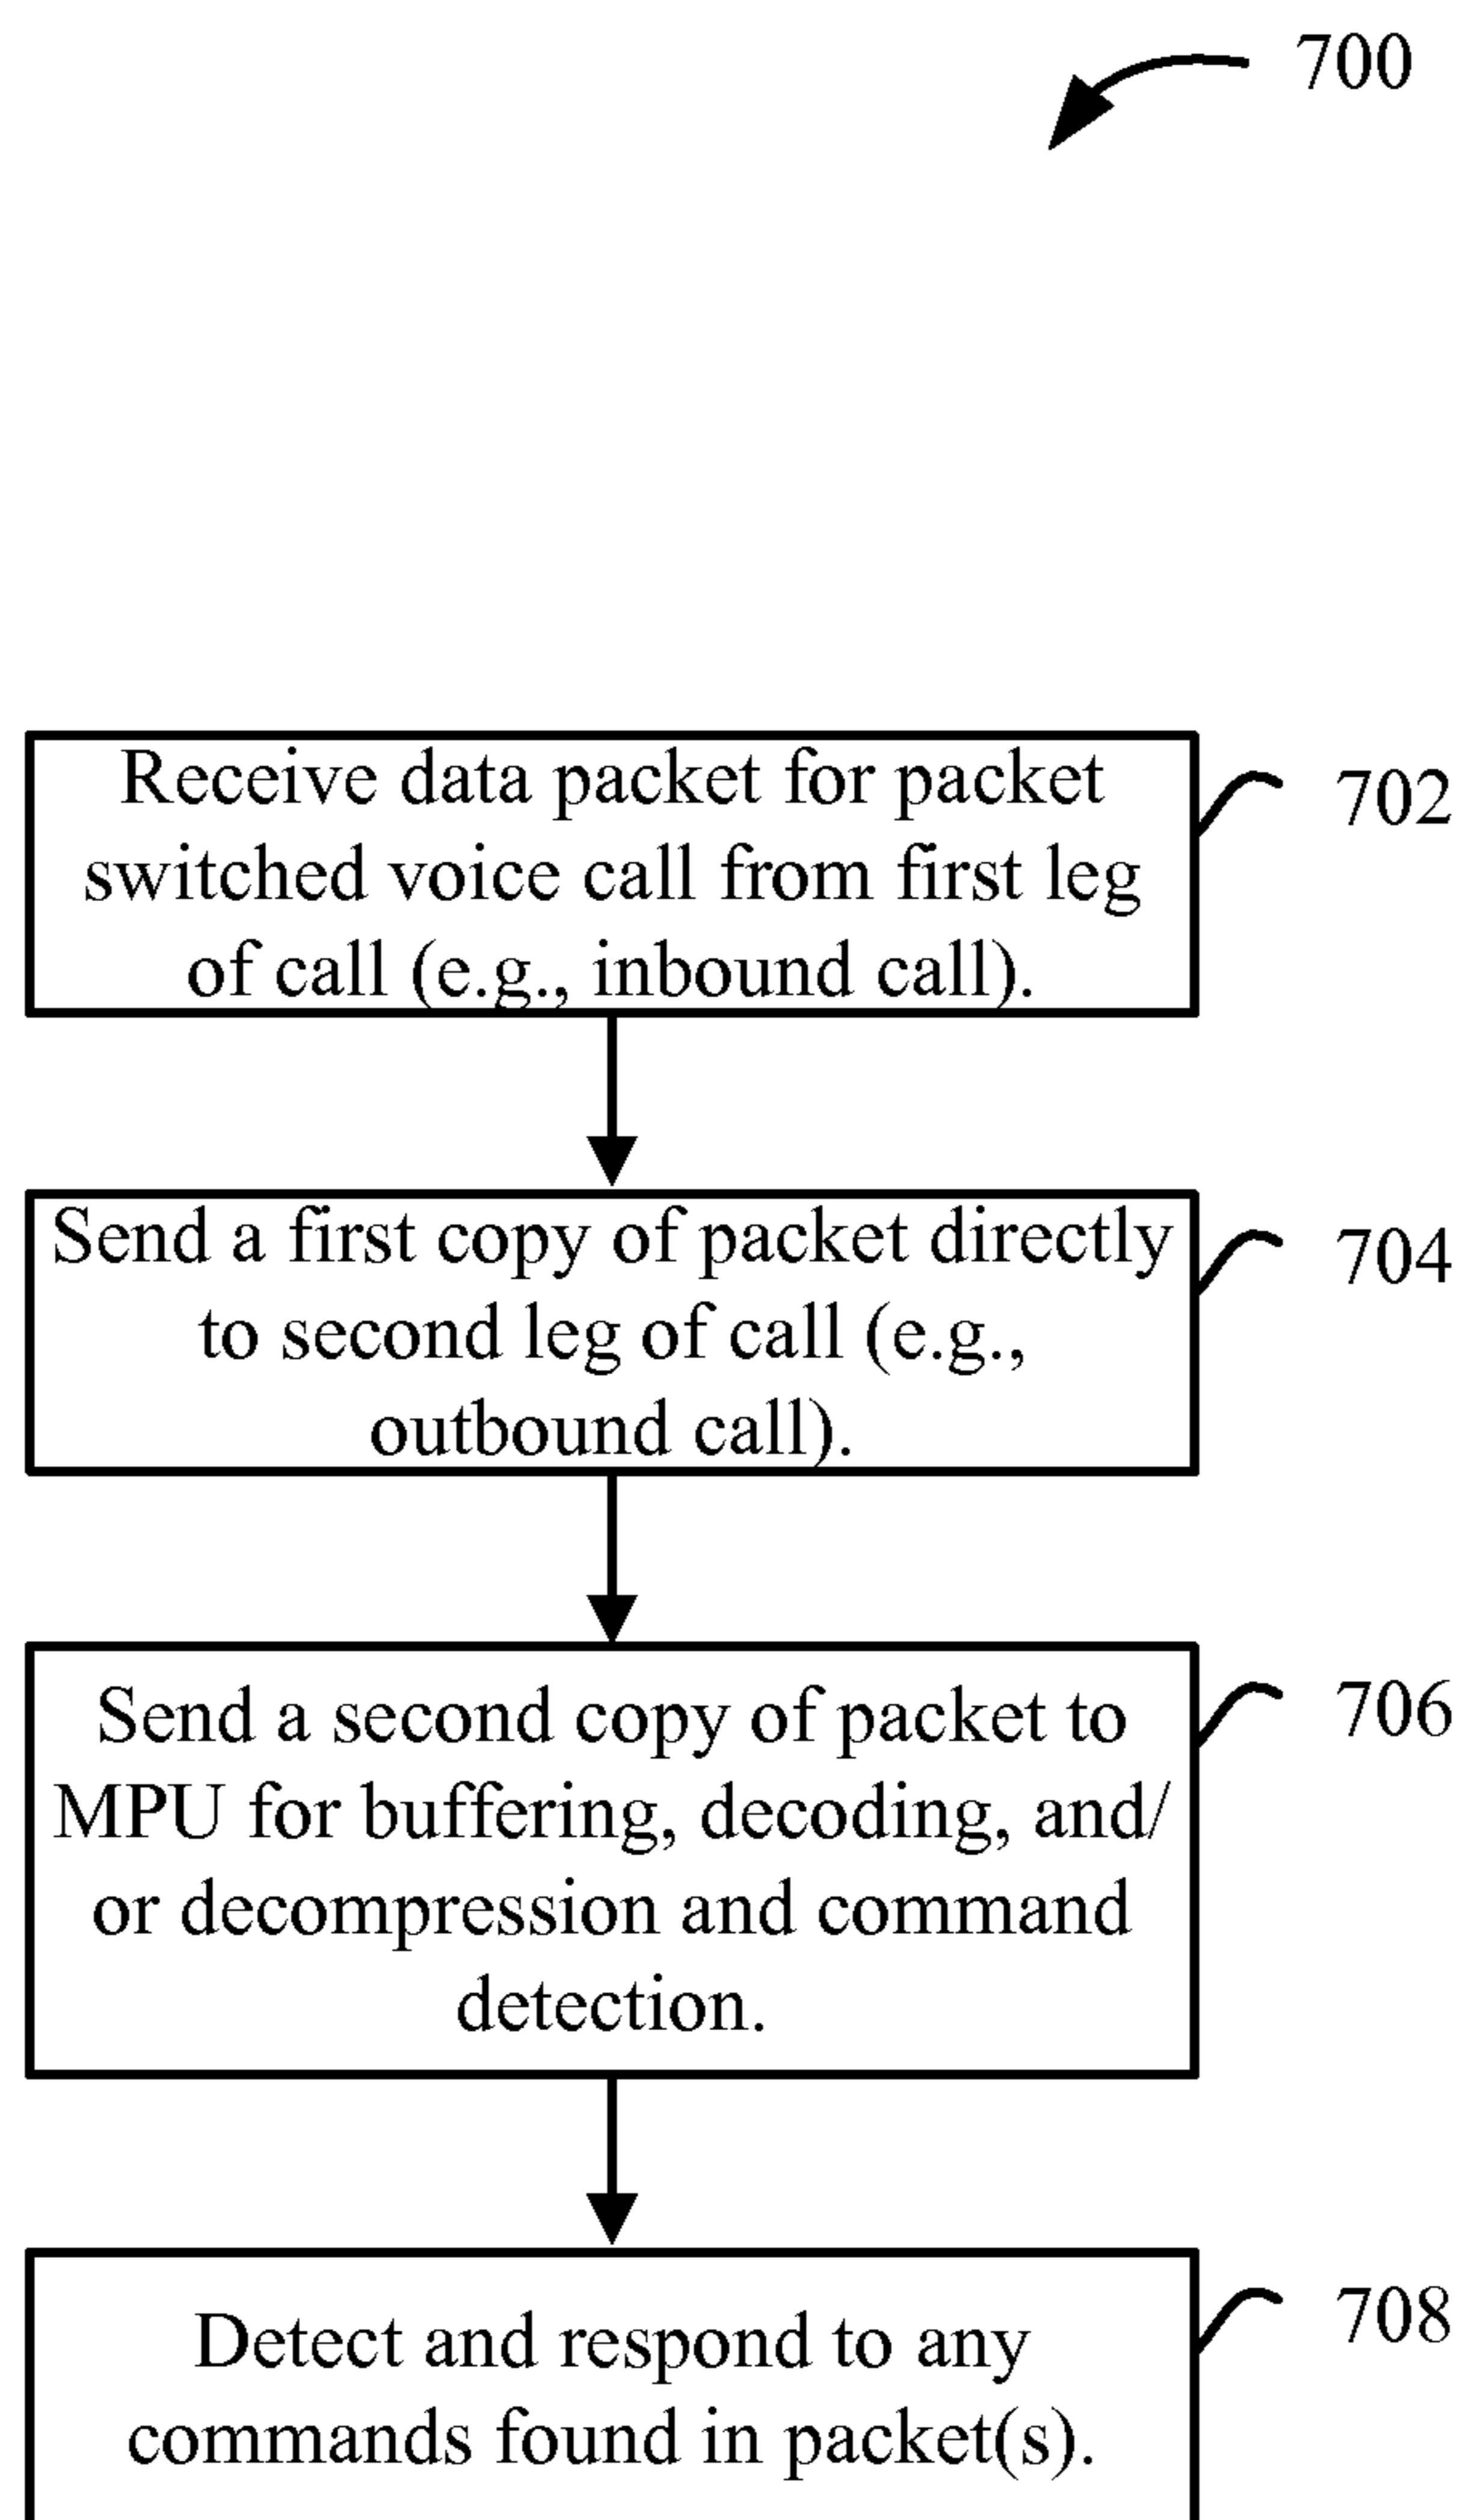 700
Receive data packet for packet
switched voice call from first leg
of call (e.g., inbound call).
702
Send a first copy of packet directly
to second leg of call (e.g.,
outbound call).
704
Send a second copy of packet to
MPU for buffering, decoding, and/
or decompression and command
detection.
706
Detect and respond to any
commands found in packet(s).
708